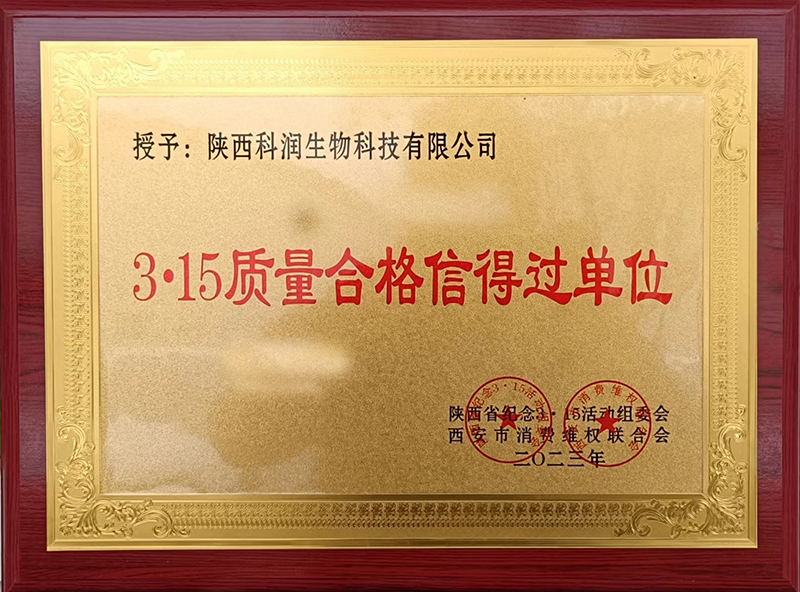 授予：陕西科润生物科技有限公司
3·15质量合格信得过单位
陕西省纪念3·15活动组委会
西安市消费维权联合会
二〇二三年